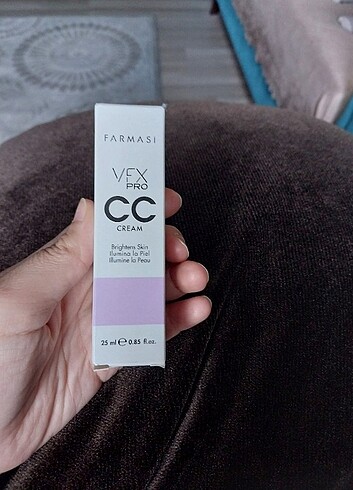 FARMASI
VFX
PRO
CC
CREAM
Brightens Skin
Ilumina la Piel
Illumine la Peau
25 ml ℮ 0.85 fl.oz.